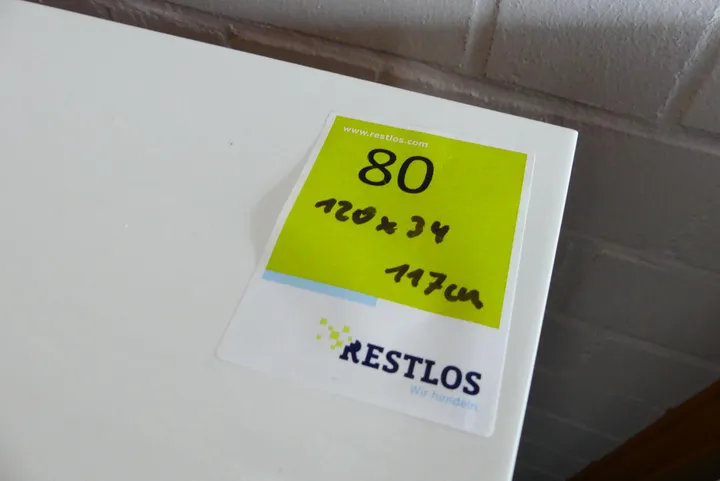 www.restlos.com
80
120 x 34
117cm
RESTLOS
Wir handeln.